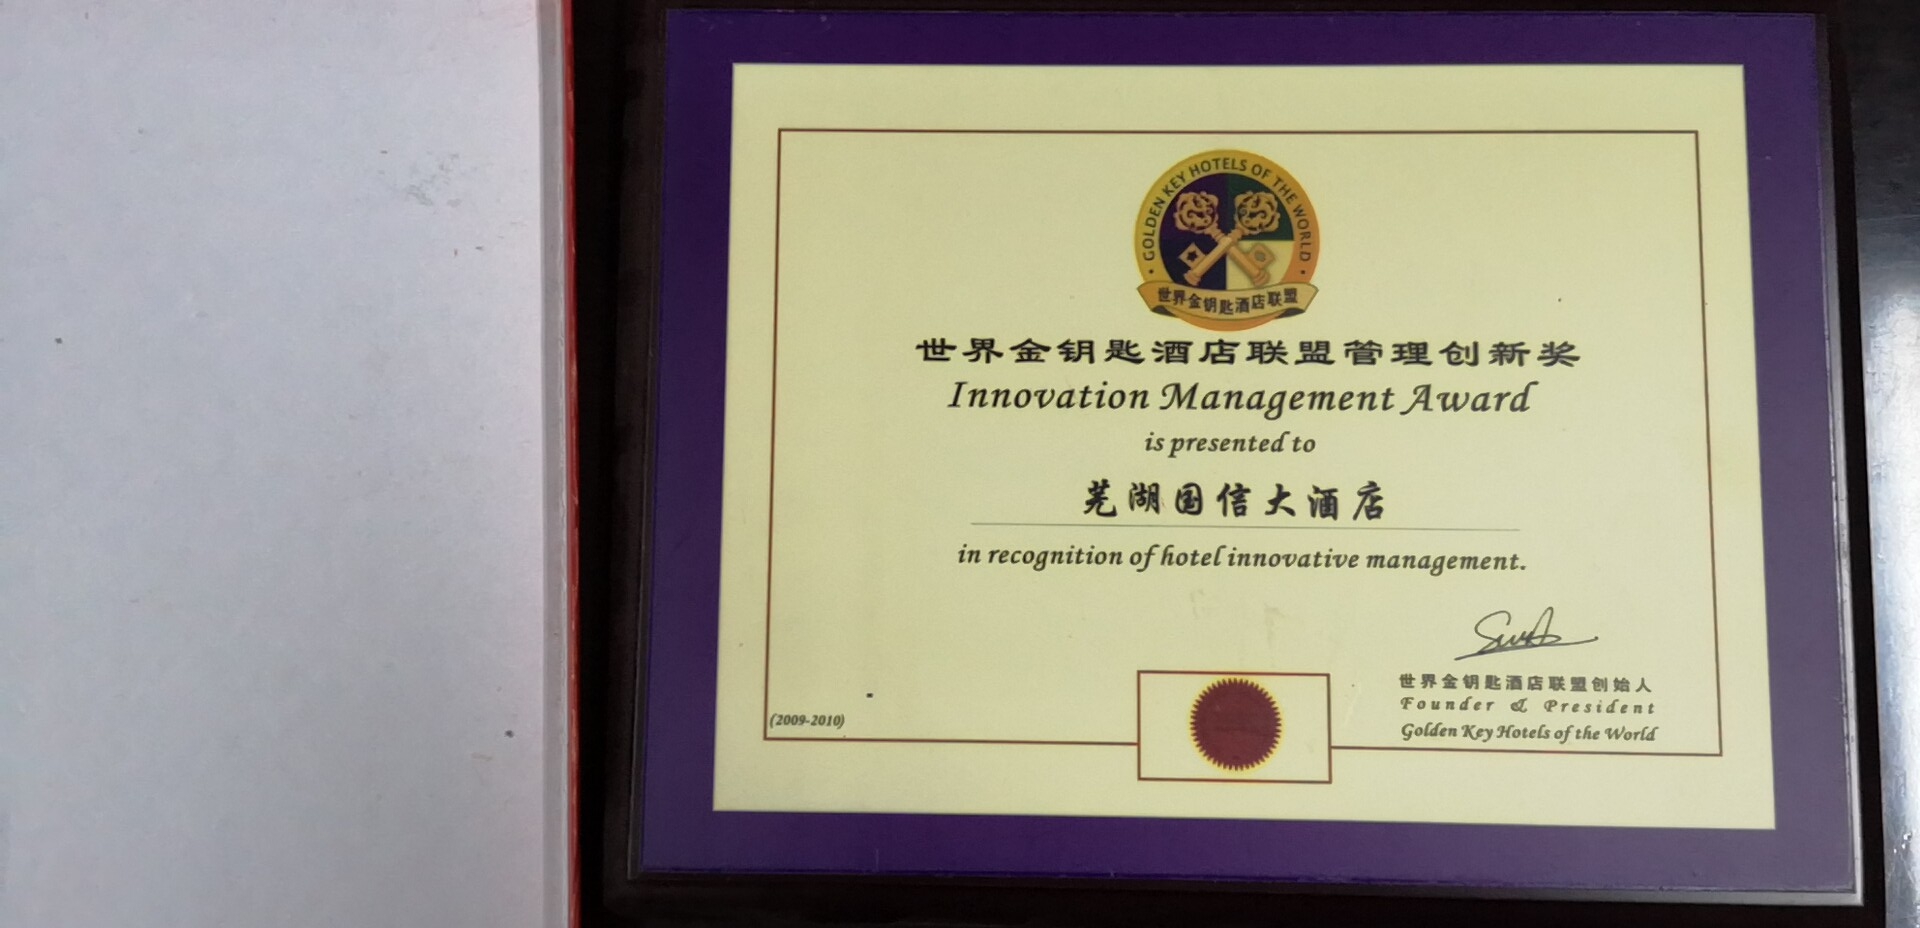 GOLDEN KEY HOTELS OF THE WORLD
世界金钥匙酒店联盟
世界金钥匙酒店联盟管理创新奖
Innovation Management Award
is presented to
芜湖国信大酒店
in recognition of hotel innovative management.
世界金钥匙酒店联盟创始人
Founder & President
Golden Key Hotels of the World
(2009-2010)